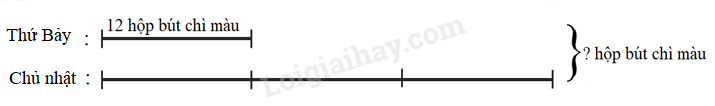 12 hộp bút chì màu
Thứ Bảy :
? hộp bút chì màu
Chủ nhật :
Loigiaihay.com